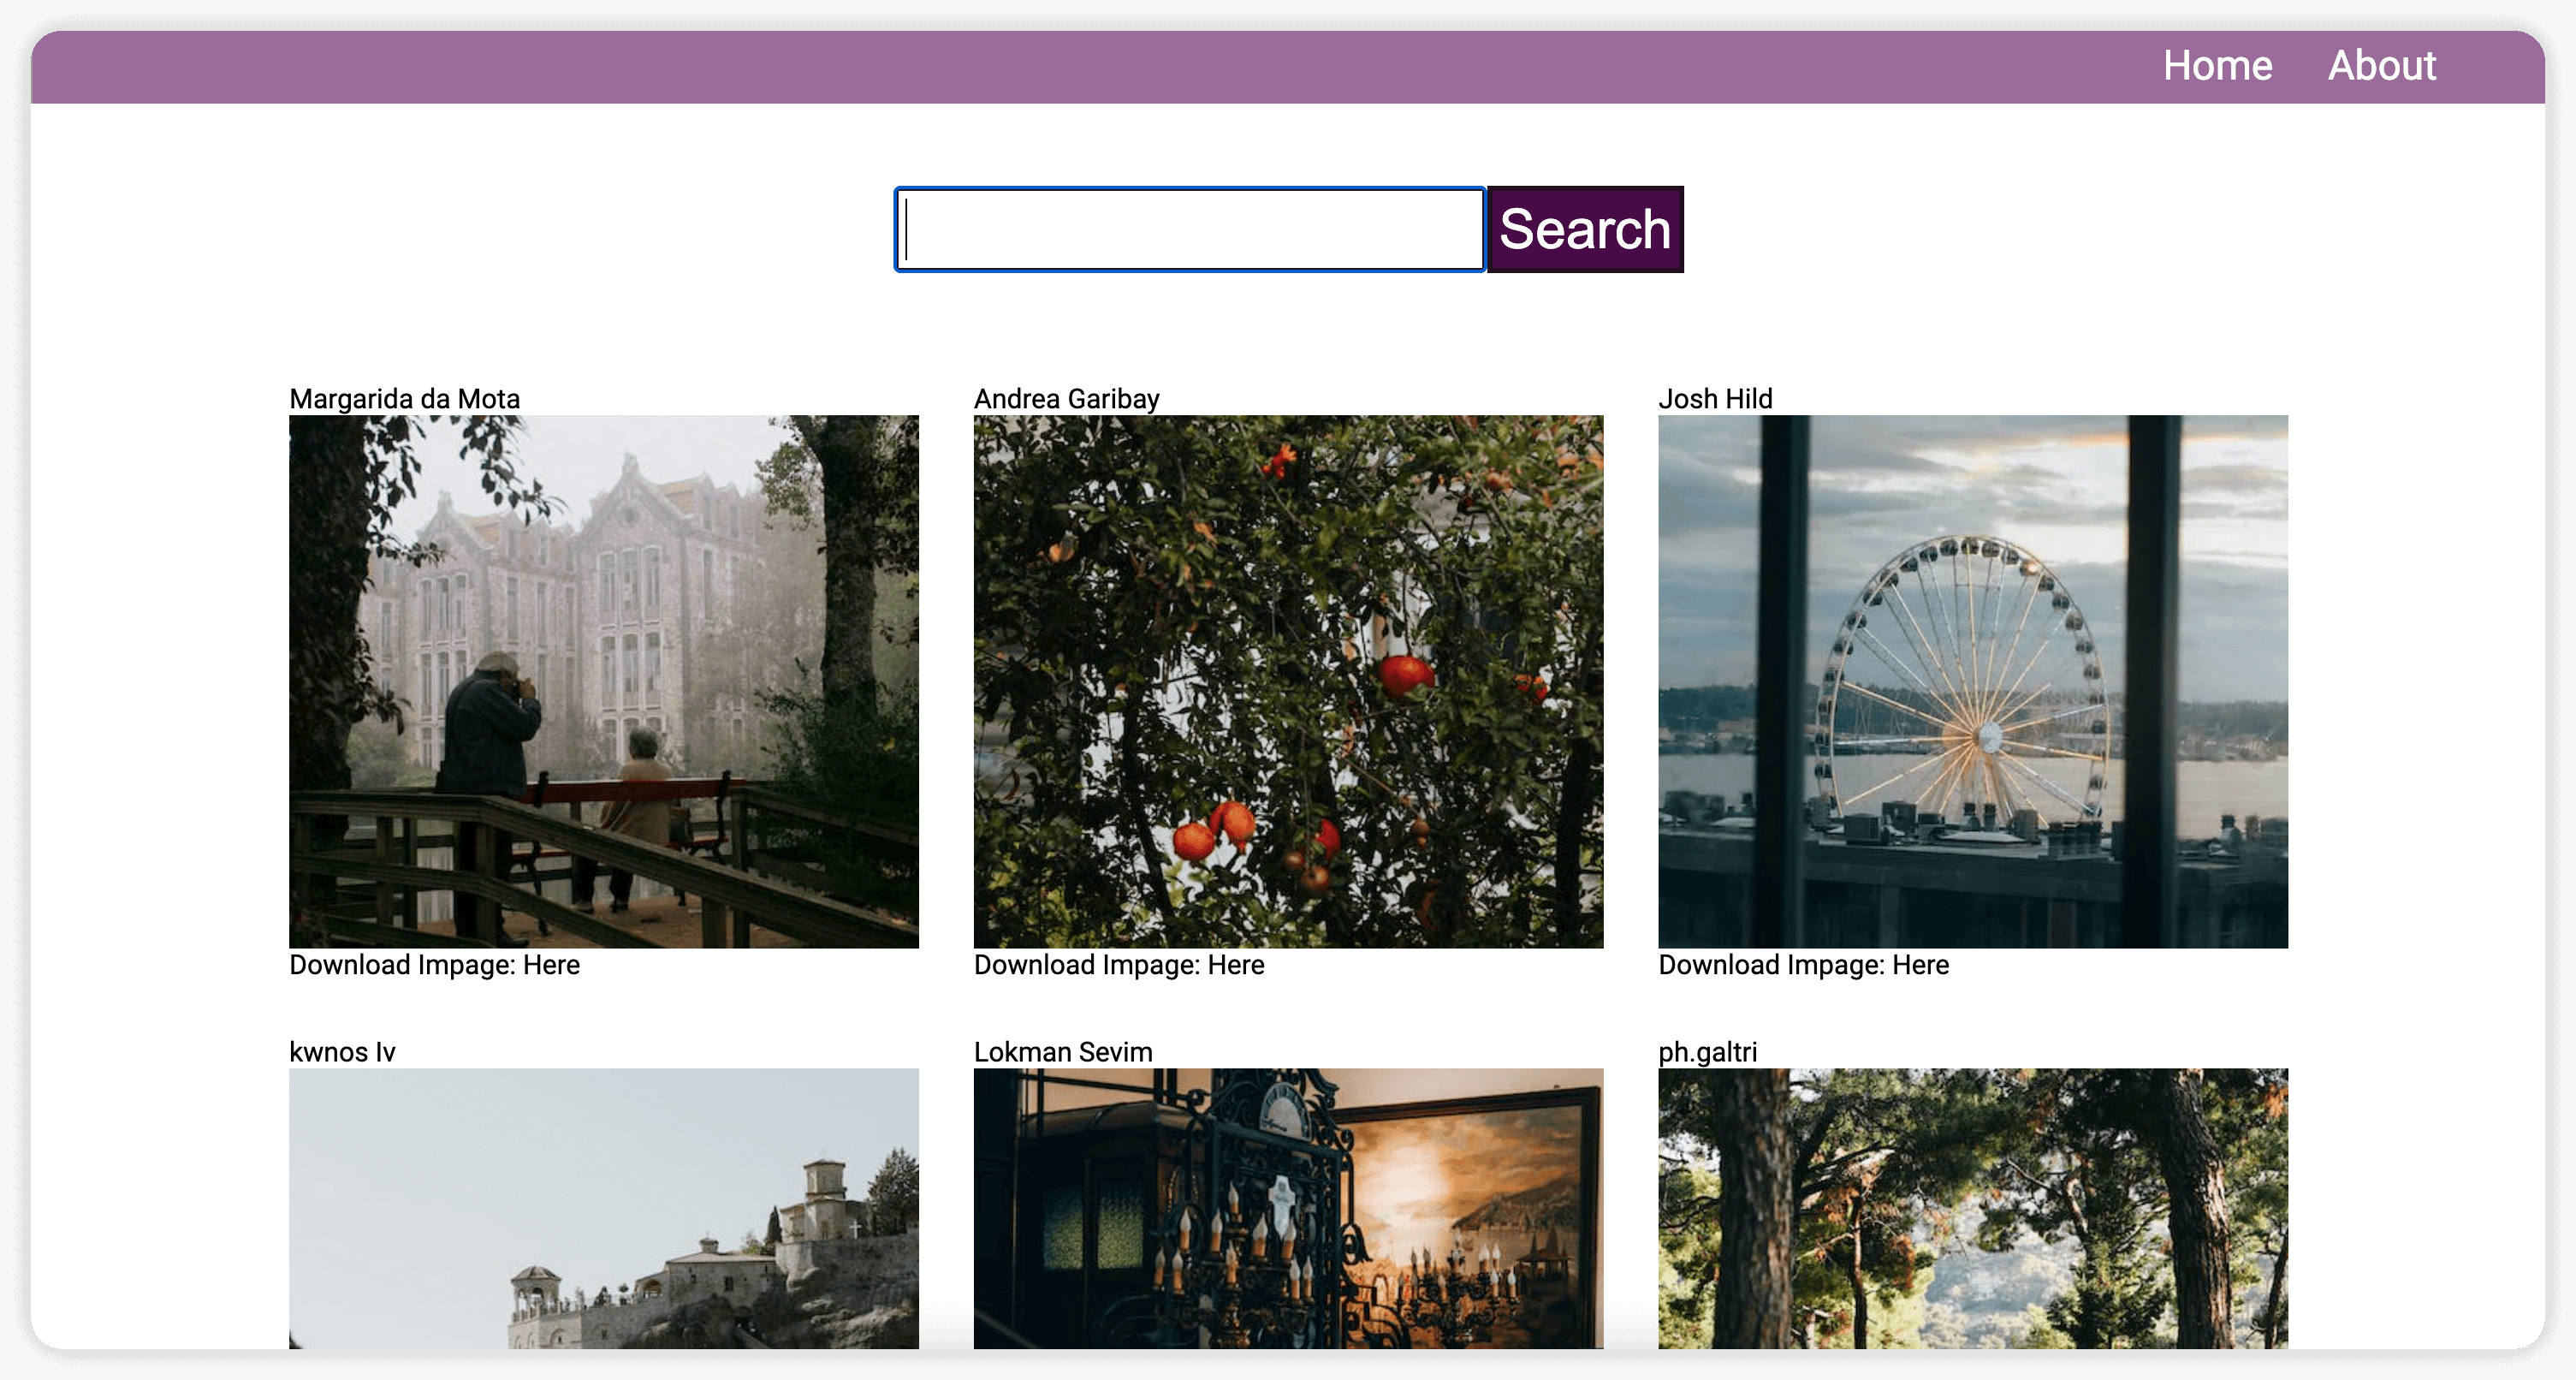 Home About
Search
Margarida da Mota
Andrea Garibay
Josh Hild
Download Impage: Here
Download Impage: Here
Download Impage: Here
kwnos Iv
Lokman Sevim
ph.galtri